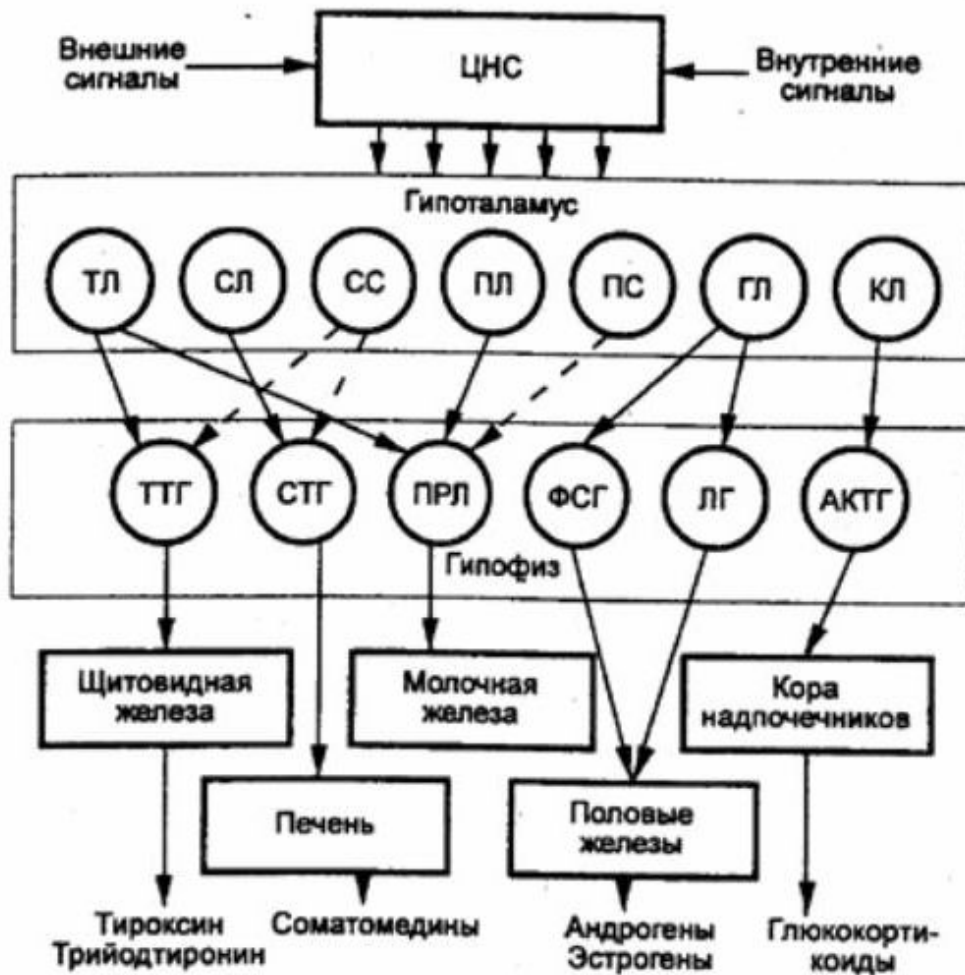 Внешние
сигналы
ЦНС
Внутренние
сигналы
Гипоталамус
ТЛ
СЛ
СС
ПЛ
ПС
ГЛ
КЛ
ТТГ
СТГ
ПРЛ
ФСГ
ЛГ
АКТГ
Гипофиз
Щитовидная
железа
Молочная
железа
Кора
надпочечников
Печень
Половые
железы
Тироксин
Трийодтиронин
Соматомедины
Андрогены
Эстрогены
Глюкокорти-
коиды